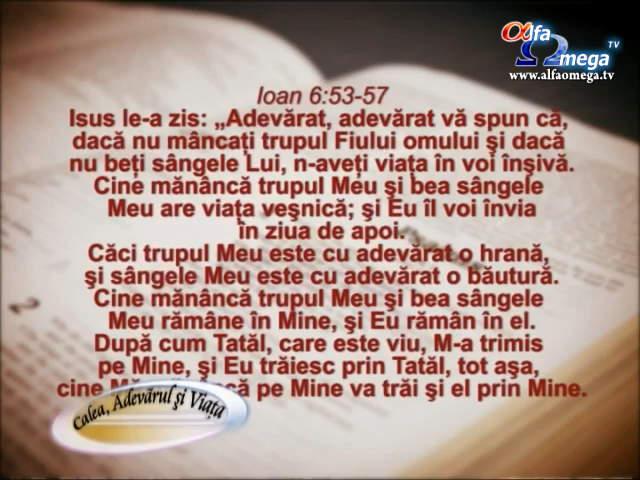 alfa
Omega TV
www.alfaomega.tv
Ioan 6:53-57
Isus le-a zis: „Adevărat, adevărat vă spun că,
dacă nu mâncaţi trupul Fiului omului şi dacă
nu beţi sângele Lui, n-aveţi viaţa în voi înşivă.
Cine mănâncă trupul Meu şi bea sângele
Meu are viaţa veşnică; şi Eu îl voi învia
în ziua de apoi.
Căci trupul Meu este cu adevărat o hrană,
şi sângele Meu este cu adevărat o băutură.
Cine mănâncă trupul Meu şi bea sângele
Meu rămâne în Mine, şi Eu rămân în el.
După cum Tatăl, care este viu, M-a trimis
pe Mine, şi Eu trăiesc prin Tatăl, tot aşa,
cine pe Mine va trăi şi el prin Mine.
Calea, Adevărul şi Viaţa
2